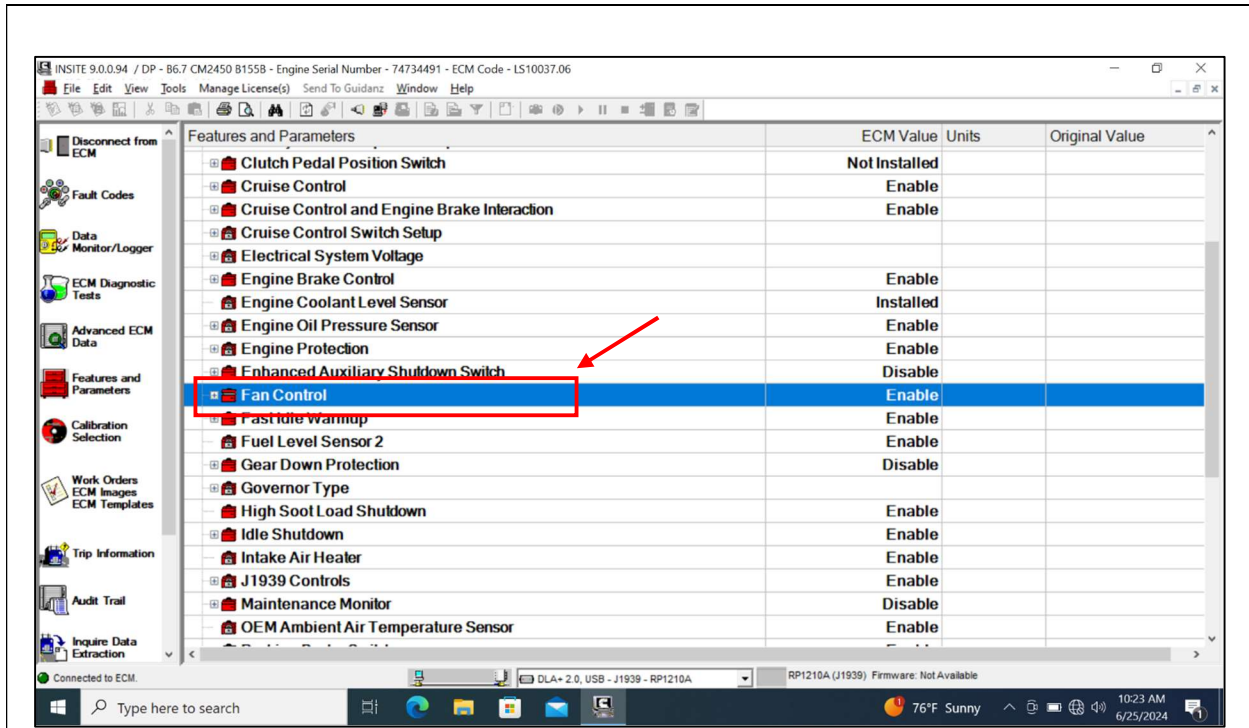 INSITE 9.0.0.94 / DP - B6.7 CM2450 B155B - Engine Serial Number - 74734491 - ECM Code - LS10037.06
File Edit View Tools Manage License(s) Send To Guidanz Window Help
Features and Parameters ECM Value Units Original Value
Disconnect from
ECM
Fault Codes
Data
Monitor/Logger
ECM Diagnostic
Tests
Advanced ECM
Data
Features and
Parameters
Calibration
Selection
Work Orders
ECM Images
ECM Templates
Trip Information
Audit Trail
Inquire Data
Extraction
Clutch Pedal Position Switch Not Installed
Cruise Control Enable
Cruise Control and Engine Brake Interaction Enable
Cruise Control Switch Setup
Electrical System Voltage
Engine Brake Control Enable
Engine Coolant Level Sensor Installed
Engine Oil Pressure Sensor Enable
Engine Protection Enable
Enhanced Auxiliary Shutdown Switch Disable
Fan Control Enable
Fast Idle Warmup Enable
Fuel Level Sensor 2 Enable
Gear Down Protection Disable
Governor Type
High Soot Load Shutdown Enable
Idle Shutdown Enable
Intake Air Heater Enable
J1939 Controls Enable
Maintenance Monitor Disable
OEM Ambient Air Temperature Sensor Enable
Connected to ECM. DLA+ 2.0, USB - J1939 - RP1210A RP1210A (J1939) Firmware: Not Available
Type here to search 76°F Sunny 10:23 AM
6/25/2024
1